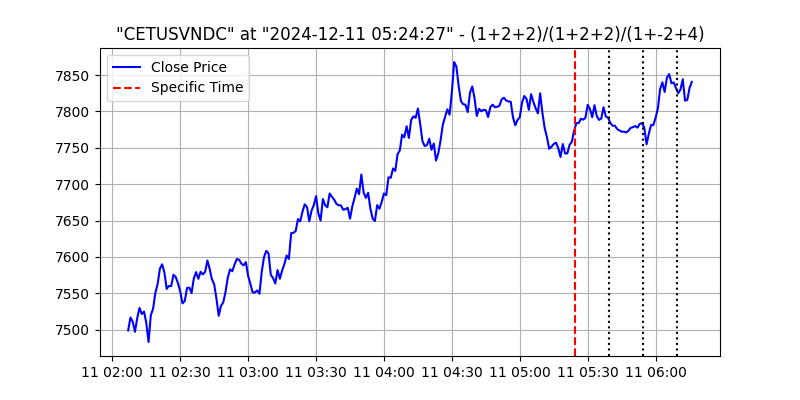 "CETUSVNDC" at "2024-12-11 05:24:27" - (1+2+2)/(1+2+2)/(1+-2+4)
Close Price
Specific Time
7850
7800
7750
7700
7650
7600
7550
7500
11 02:00 11 02:30 11 03:00 11 03:30 11 04:00 11 04:30 11 05:00 11 05:30 11 06:00